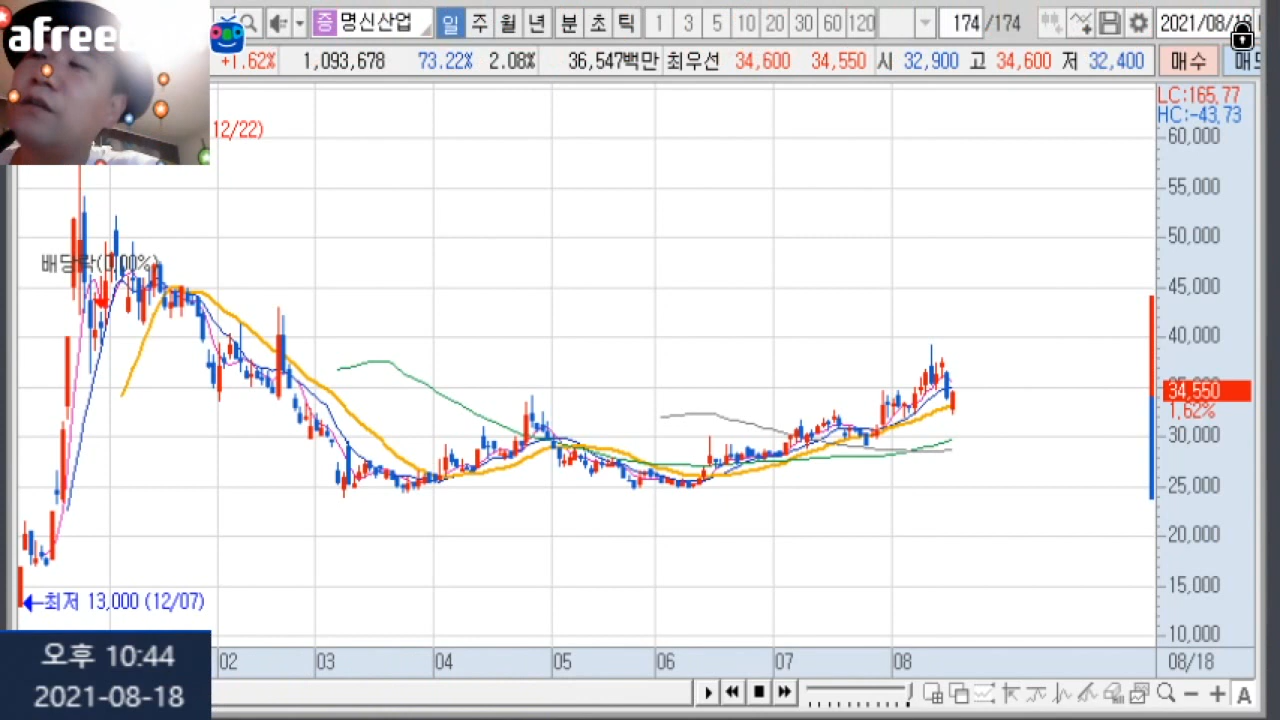 afree
증 명신산업 일 주 월 년 분 초 틱 1 3 5 10 20 30 60 120 174 /174 2021/08/18
+1.62% 1,093,678 73.22% 2.08% 36,547백만 최우선 34,600 34,550 시 32,900 고 34,600 저 32,400 매수 매도
LC:165.77
HC:-43.73
12/22)
60,000
55,000
50,000
배당락(0.00%)
45,000
40,000
35,000
34,550
1.62%
30,000
25,000
20,000
15,000
←최저 13,000 (12/07)
10,000
02 03 04 05 06 07 08 08/18
오후 10:44
2021-08-18
A